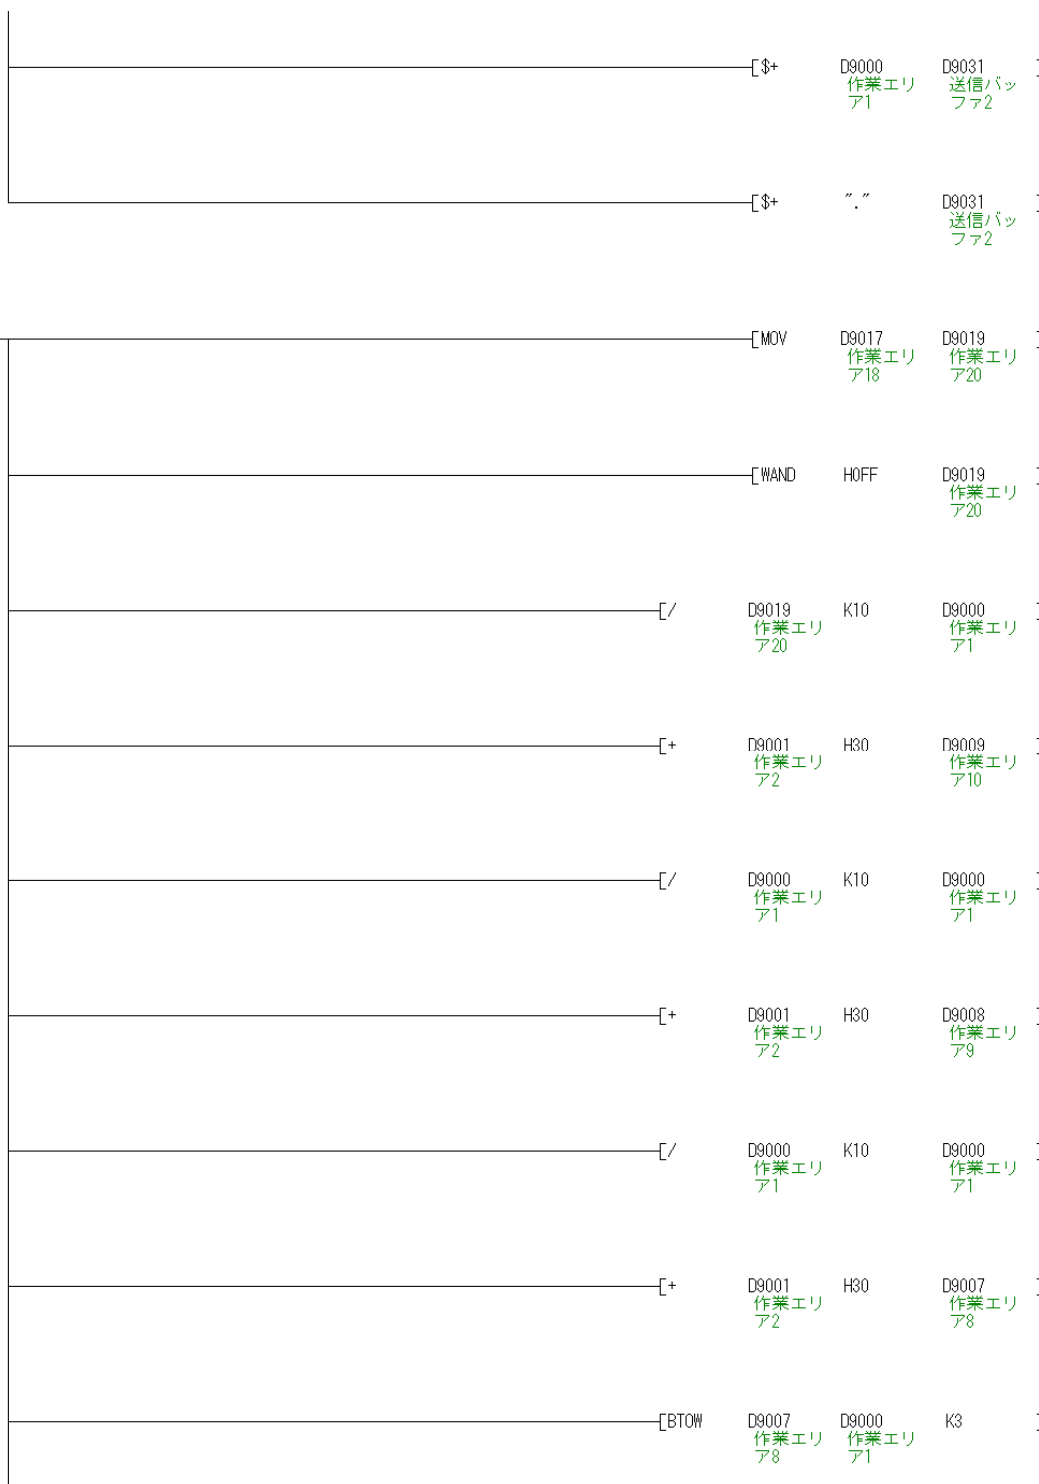 [$+ D9000 D9031 ]
作業エリ 送信バッ
ア1 ファ2
[$+ "." D9031 ]
送信バッ
ファ2
[MOV D9017 D9019 ]
作業エリ 作業エリ
ア18 ア20
[WAND H0FF D9019 ]
作業エリ
ア20
[/ D9019 K10 D9000 ]
作業エリ 作業エリ
ア20 ア1
[+ D9001 H30 D9009 ]
作業エリ 作業エリ
ア2 ア10
[/ D9000 K10 D9000 ]
作業エリ 作業エリ
ア1 ア1
[+ D9001 H30 D9008 ]
作業エリ 作業エリ
ア2 ア9
[/ D9000 K10 D9000 ]
作業エリ 作業エリ
ア1 ア1
[+ D9001 H30 D9007 ]
作業エリ 作業エリ
ア2 ア8
[BTOW D9007 D9000 K3 ]
作業エリ 作業エリ
ア8 ア1